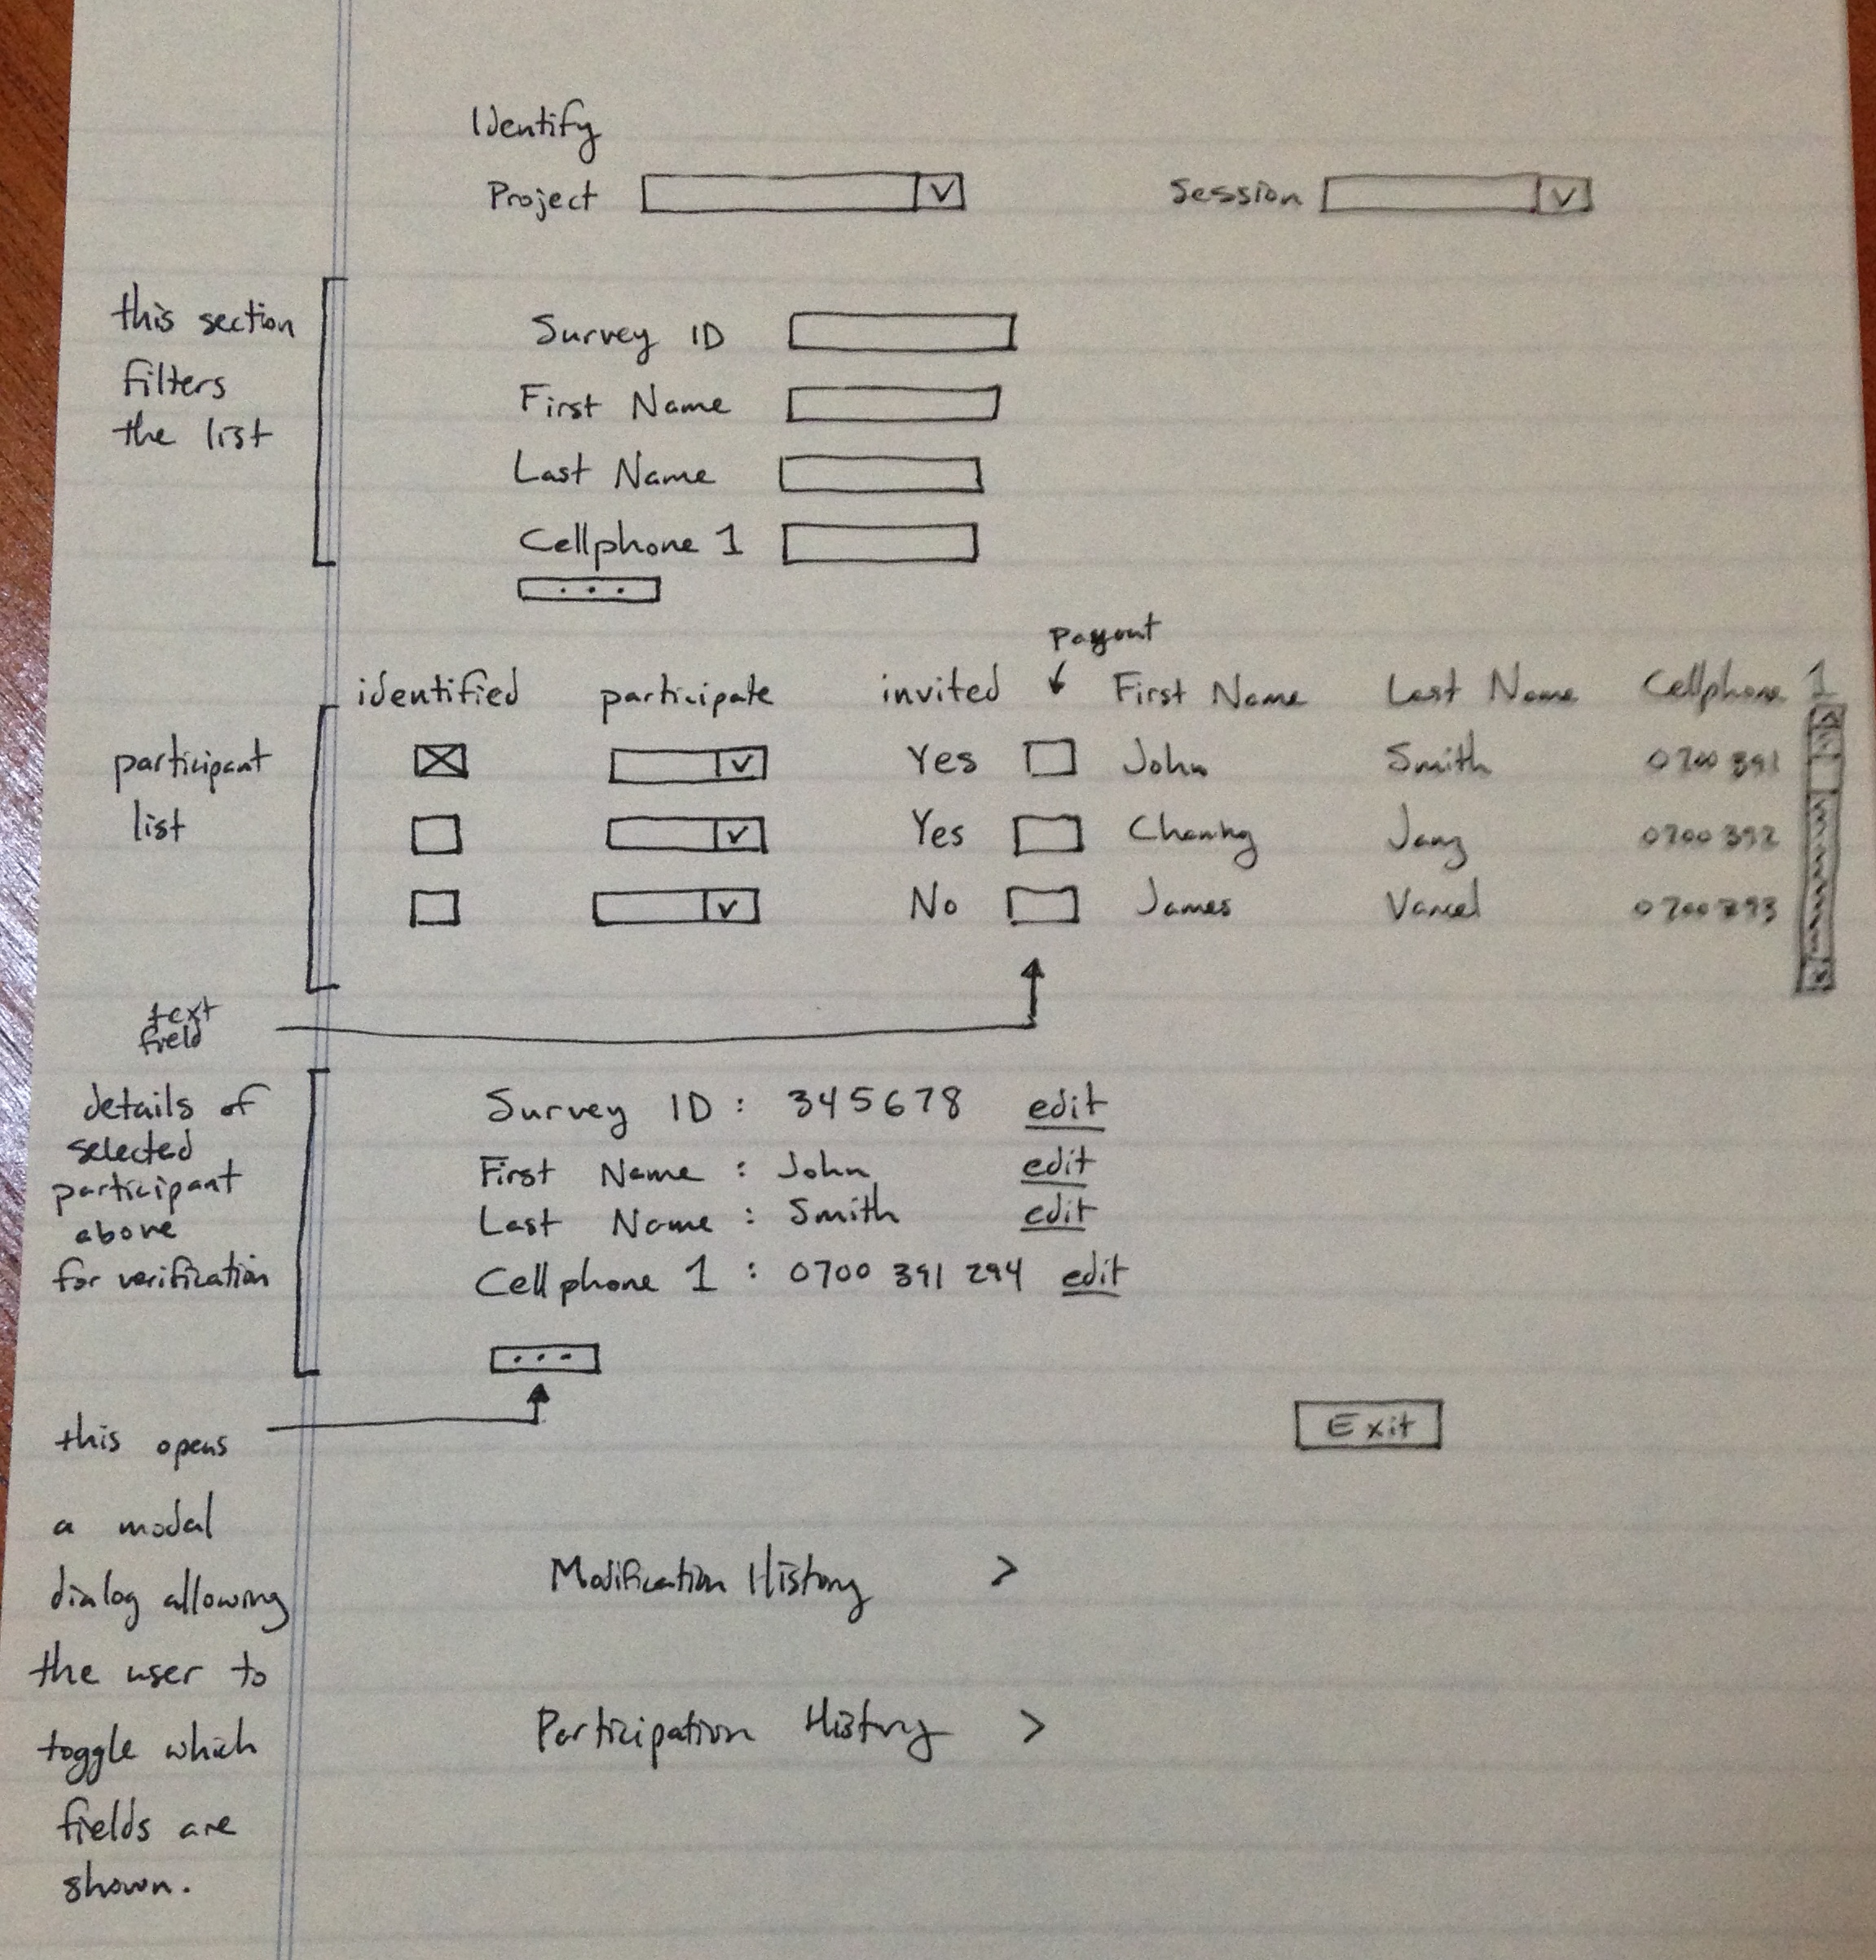 Identify
Project V Session V
this section
filters
the list
Survey ID
First Name
Last Name
Cellphone 1
...
payout
identified participate invited First Name Last Name Cellphone 1
participant
list
V Yes John Smith 0700 391
V Yes Jang 0700 392
V No James 0700
text
field
details of
selected
participant
above
for verification
Survey ID : 345678 edit
First Name : John edit
Last Name : Smith edit
Cellphone 1 : 0700 391 294 edit
...
this opens
a modal
dialog allowing
the user to
toggle which
fields are
shown.
Exit
Modification History >
Participation History >